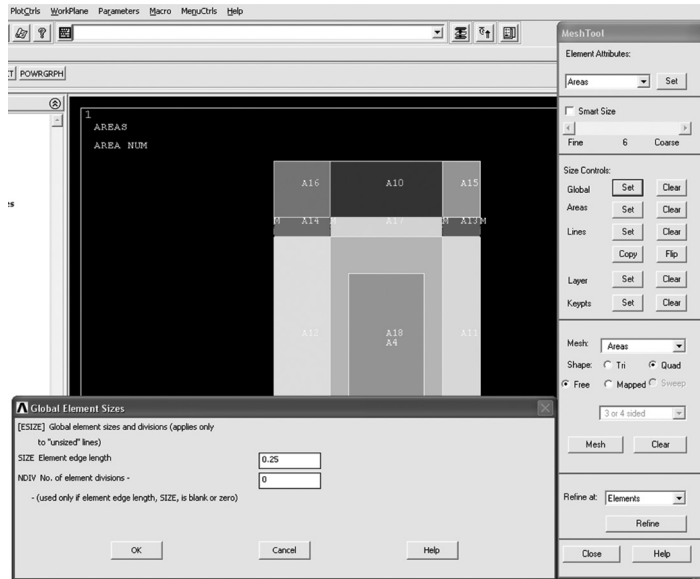 PlotCtrls WorkPlane Parameters Macro MenuCtrls Help
POWRGRPH
MeshTool
Element Attributes:
Areas Set
Smart Size
Fine 6 Coarse
Size Controls:
Global Set Clear
Areas Set Clear
Lines Set Clear
Copy Flip
Layer Set Clear
Keypts Set Clear
Mesh: Areas
Shape: Tri Quad
Free Mapped Sweep
3 or 4 sided
Mesh Clear
Refine at: Elements
Refine
Close Help
1
AREAS
AREA NUM
A16 A10 A15
M A14 M A13M
A12 A18 A11
A4
Global Element Sizes
[ESIZE] Global element sizes and divisions (applies only
to "unsized" lines)
SIZE Element edge length 0.25
NDIV No. of element divisions - 0
- (used only if element edge length, SIZE, is blank or zero)
OK Cancel Help